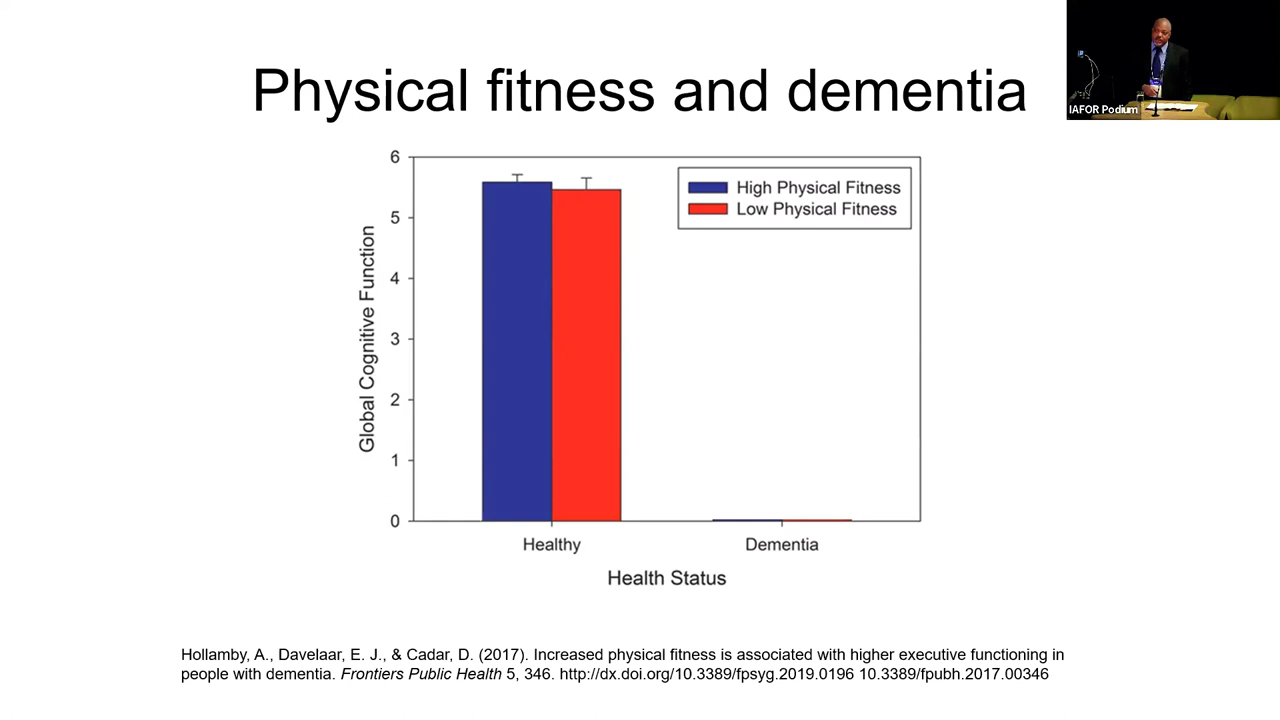 Physical fitness and dementia
IAFOR Podium
6
5
4
3
2
1
0
Global Cognitive Function
High Physical Fitness
Low Physical Fitness
Healthy
Dementia
Health Status
Hollamby, A., Davelaar, E. J., & Cadar, D. (2017). Increased physical fitness is associated with higher executive functioning in
people with dementia. Frontiers Public Health 5, 346. http://dx.doi.org/10.3389/fpsyg.2019.0196 10.3389/fpubh.2017.00346